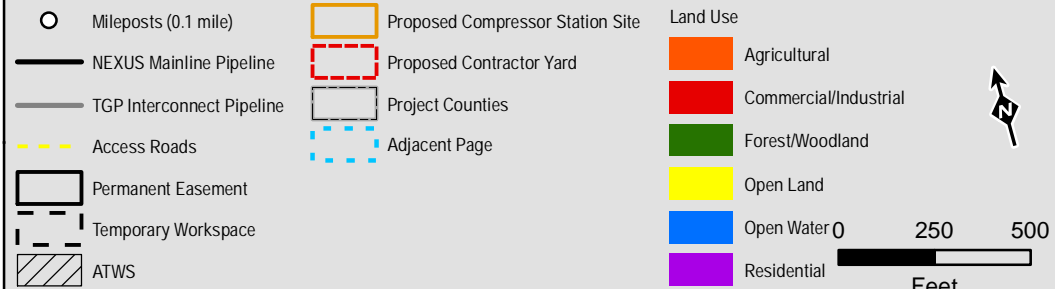 Mileposts (0.1 mile)
NEXUS Mainline Pipeline
TGP Interconnect Pipeline
Access Roads
Permanent Easement
Temporary Workspace
ATWS
Proposed Compressor Station Site
Proposed Contractor Yard
Project Counties
Adjacent Page
Land Use
Agricultural
Commercial/Industrial
Forest/Woodland
Open Land
Open Water
Residential
N
0 250 500
Feet